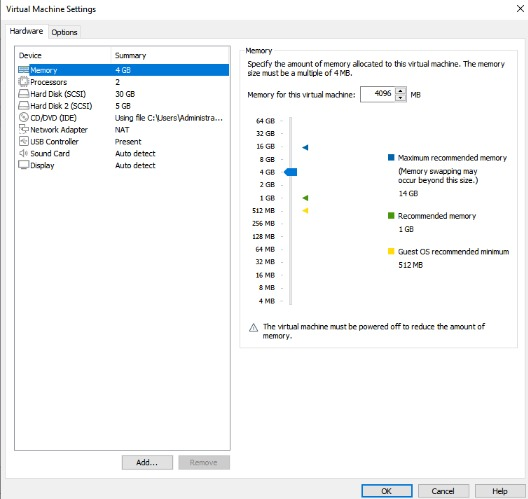 Virtual Machine Settings
Hardware
Options
Device Summary
Memory 4 GB
Processors 2
Hard Disk (SCSI) 30 GB
Hard Disk 2 (SCSI) 5 GB
CD/DVD (IDE) Using file C:\Users\Administra...
Network Adapter NAT
USB Controller Present
Sound Card Auto detect
Display Auto detect
Add...
Remove
Memory
Specify the amount of memory allocated to this virtual machine. The memory
size must be a multiple of 4 MB.
Memory for this virtual machine: 4096 MB
64 GB
32 GB
16 GB
8 GB
4 GB
2 GB
1 GB
512 MB
256 MB
128 MB
64 MB
32 MB
16 MB
8 MB
4 MB
Maximum recommended memory
(Memory swapping may
occur beyond this size.)
14 GB
Recommended memory
1 GB
Guest OS recommended minimum
512 MB
The virtual machine must be powered off to reduce the amount of
memory.
OK
Cancel
Help